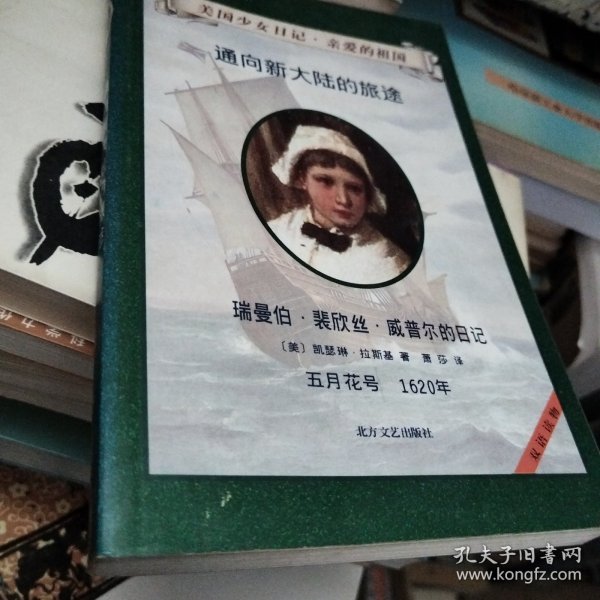 美国少女日记·亲爱的祖国
通向新大陆的旅途
瑞曼伯·裴欣丝·威普尔的日记
〔美〕凯瑟琳·拉斯基 著 萧莎 译
五月花号 1620年
北方文艺出版社
双语读物
孔夫子旧书网
www.kongfz.com